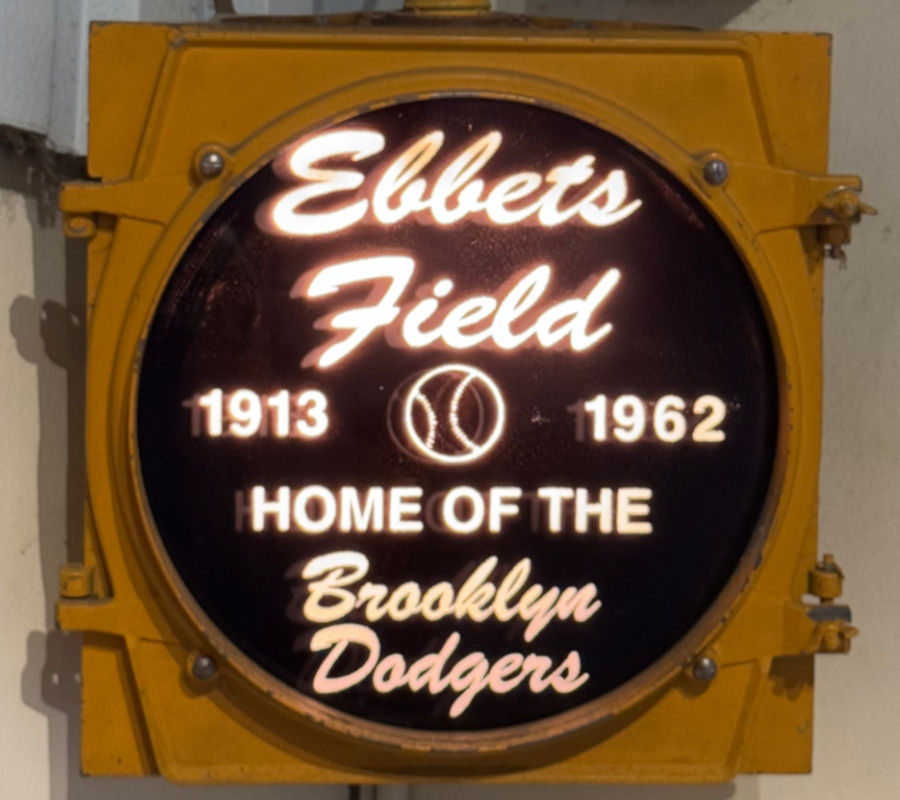 Ebbets
Field
1913 1962
HOME OF THE
Brooklyn
Dodgers